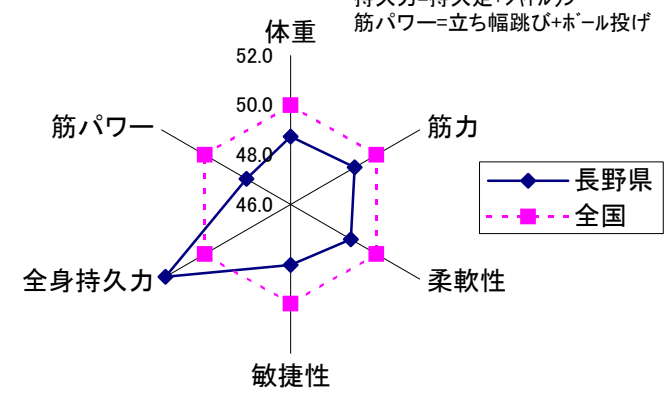 筋パワー=立ち幅跳び+ﾎﾞｰﾙ投げ
体重
52.0
50.0
筋パワー
筋力
48.0
長野県
46.0
全国
全身持久力
柔軟性
敏捷性